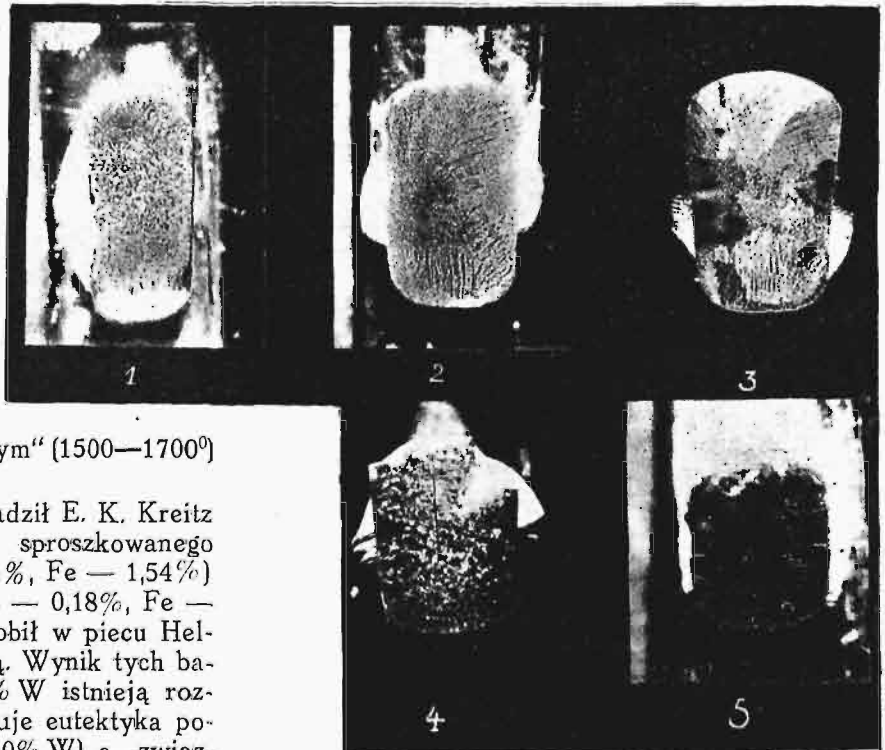 1 2 3
ym“ (1500—1700⁰)
adził E. K. Kreitz
sproszkowanego
%, Fe — 1,54%)
— 0,18%, Fe —
obił w piecu Hel-
ą. Wynik tych ba-
% W istnieją roz-
uje eutektyka po-
4 5